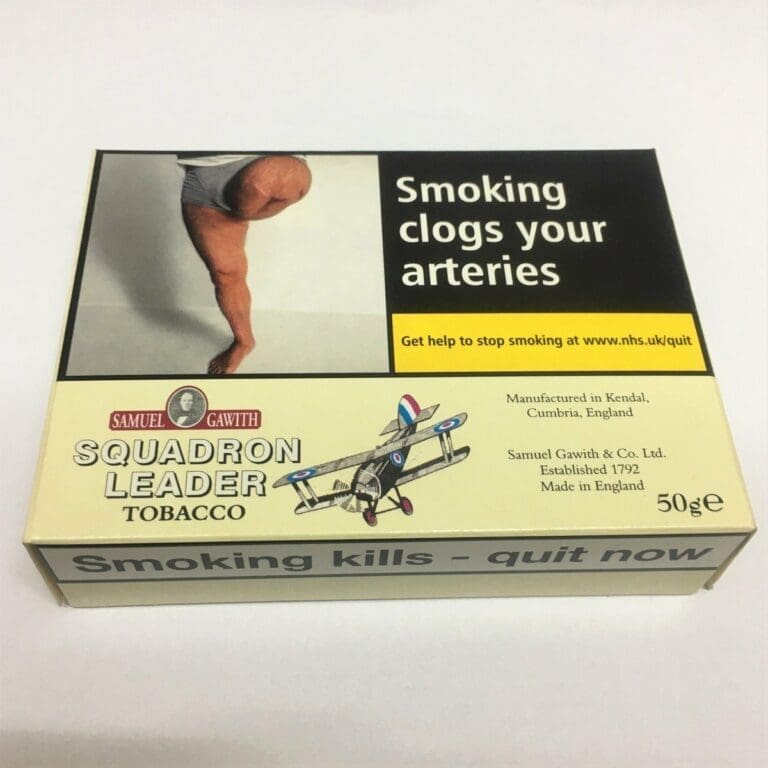 Smoking
clogs your
arteries
Get help to stop smoking at www.nhs.uk/quit
SAMUEL GAWITH
SQUADRON
LEADER
TOBACCO
Manufactured in Kendal,
Cumbria, England
Samuel Gawith & Co. Ltd.
Established 1792
Made in England
50g℮
Smoking kills - quit now